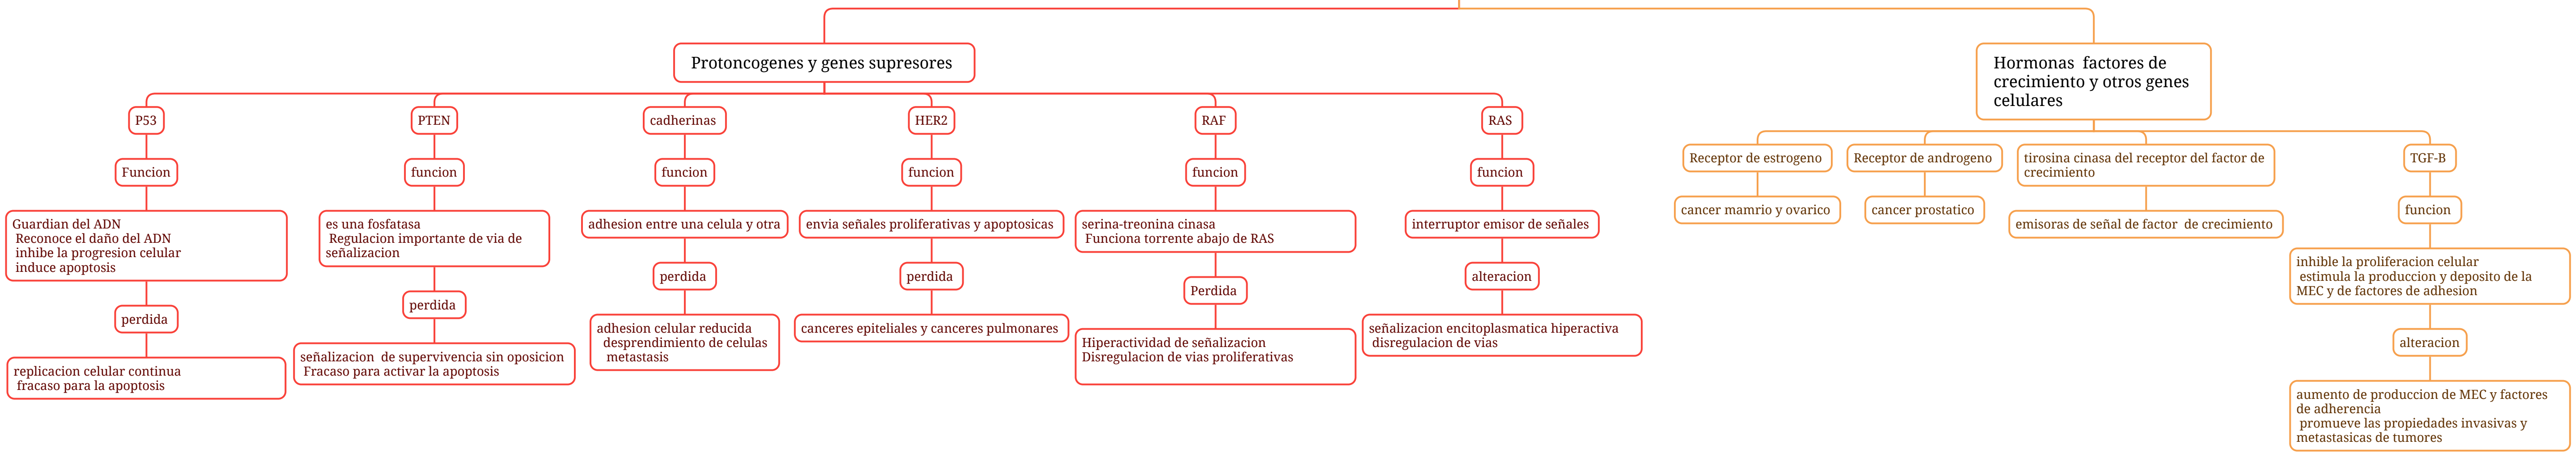 Protoncogenes y genes supresores
P53
Funcion
Guardian del ADN
Reconoce el daño del ADN
inhibe la progresion celular
induce apoptosis
perdida
replicacion celular continua
fracaso para la apoptosis
PTEN
funcion
es una fosfatasa
Regulacion importante de via de
señalizacion
perdida
señalizacion de supervivencia sin oposicion
Fracaso para activar la apoptosis
cadherinas
funcion
adhesion entre una celula y otra
perdida
adhesion celular reducida
desprendimiento de celulas
metastasis
HER2
funcion
envia señales proliferativas y apoptosicas
perdida
canceres epiteliales y canceres pulmonares
RAF
funcion
serina-treonina cinasa
Funciona torrente abajo de RAS
Perdida
Hiperactividad de señalizacion
Disregulacion de vias proliferativas
RAS
funcion
interruptor emisor de señales
alteracion
señalizacion encitoplasmatica hiperactiva
disregulacion de vias
Hormonas factores de
crecimiento y otros genes
celulares
Receptor de estrogeno
cancer mamrio y ovarico
Receptor de androgeno
cancer prostatico
tirosina cinasa del receptor del factor de
crecimiento
emisoras de señal de factor de crecimiento
TGF-B
funcion
inhible la proliferacion celular
estimula la produccion y deposito de la
MEC y de factores de adhesion
alteracion
aumento de produccion de MEC y factores
de adherencia
promueve las propiedades invasivas y
metastasicas de tumores